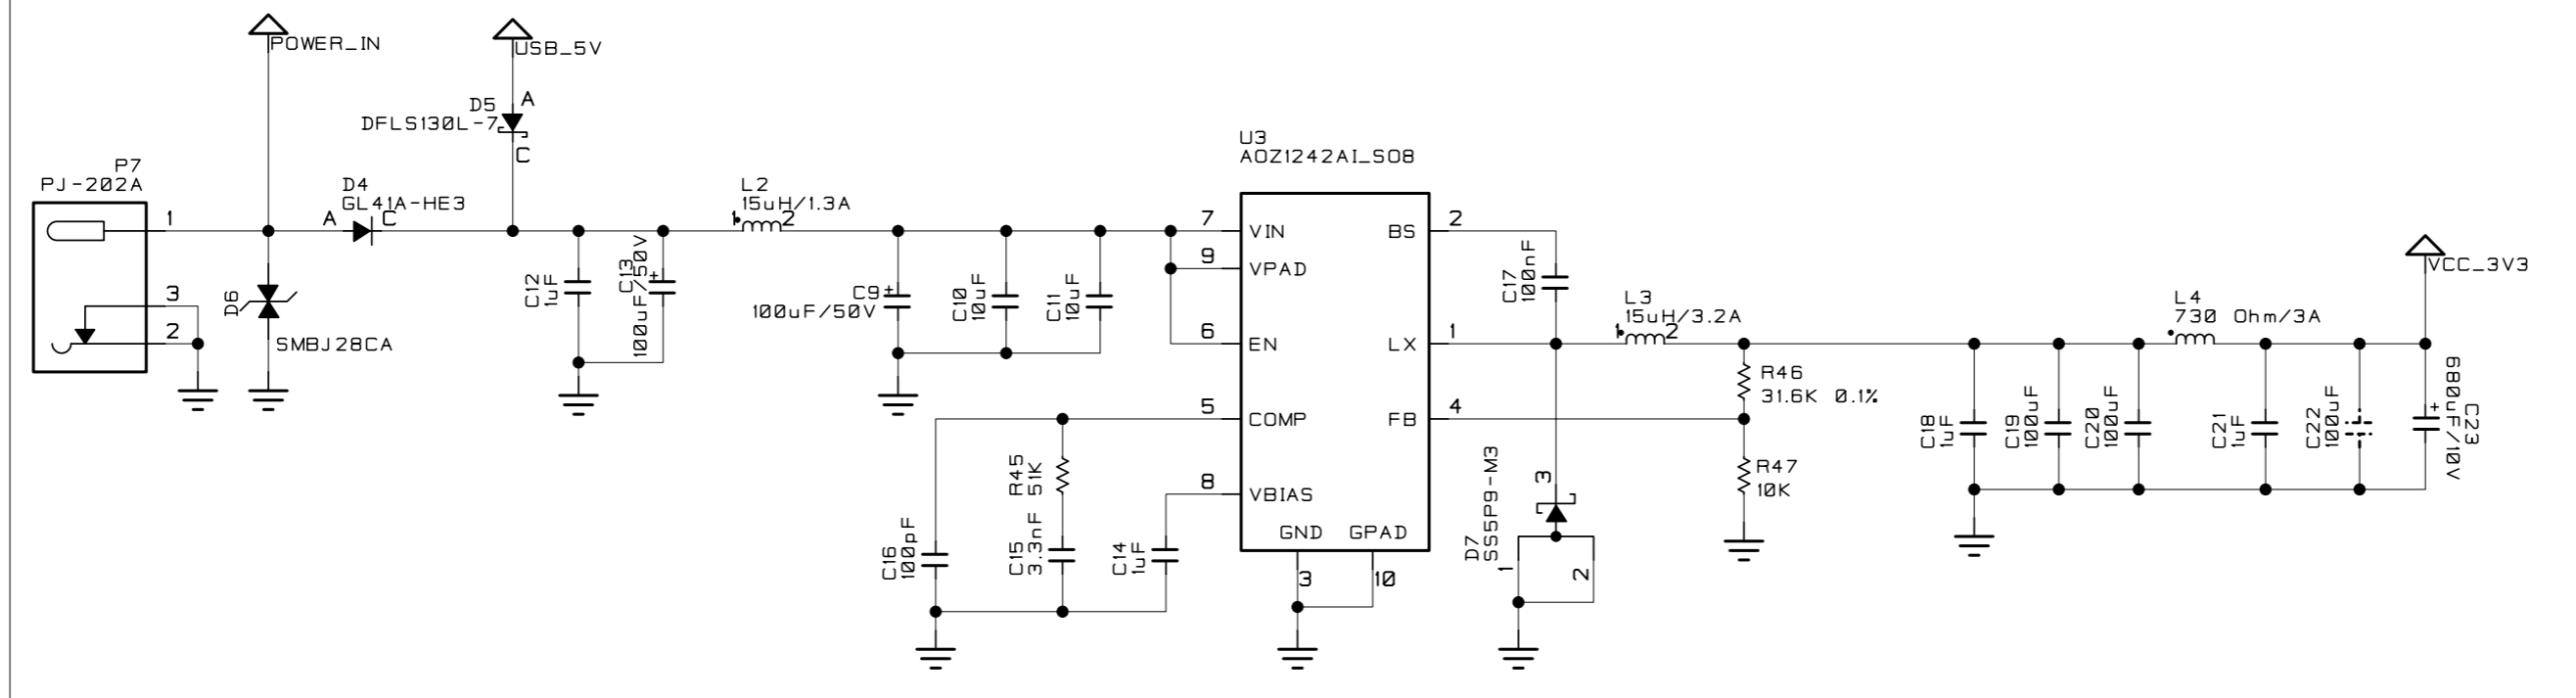 POWER_IN
USB_5V
D5
A
DFLS130L-7
C
P7
PJ-202A
1
3
2
D4
GL41A-HE3
A
C
D6
SMBJ28CA
C12
1uF
C13
100uF/50V
+
L2
15uH/1.3A
1
2
C9
+
100uF/50V
C10
10uF
C11
10uF
U3
AOZ1242AI_SO8
7
VIN
9
VPAD
6
EN
5
COMP
8
VBIAS
BS
2
LX
1
FB
4
GND
GPAD
3
10
R45
51K
C16
100pF
C15
3.3nF
C14
1uF
C17
100nF
L3
15uH/3.2A
1
2
R46
31.6K 0.1%
R47
10K
D7
SS5P9-M3
3
1
2
C18
1uF
C19
100uF
C20
100uF
L4
730 Ohm/3A
C21
1uF
C22
100uF
VCC_3V3
+
C23
680uF/10V